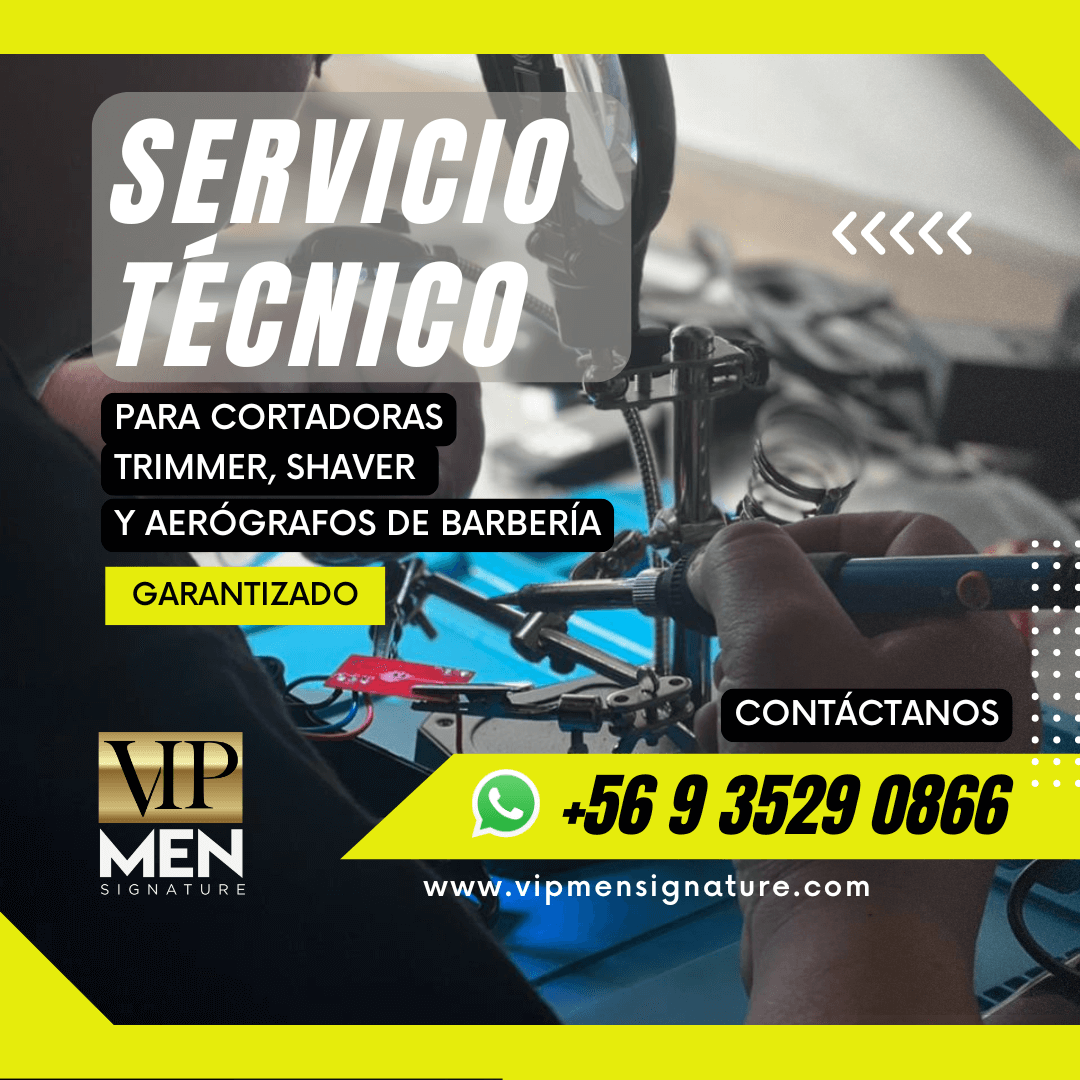 SERVICIO
TÉCNICO
PARA CORTADORAS
TRIMMER, SHAVER
Y AERÓGRAFOS DE BARBERÍA
GARANTIZADO
CONTÁCTANOS
+56 9 3529 0866
www.vipmensignature.com
VIP
MEN
SIGNATURE